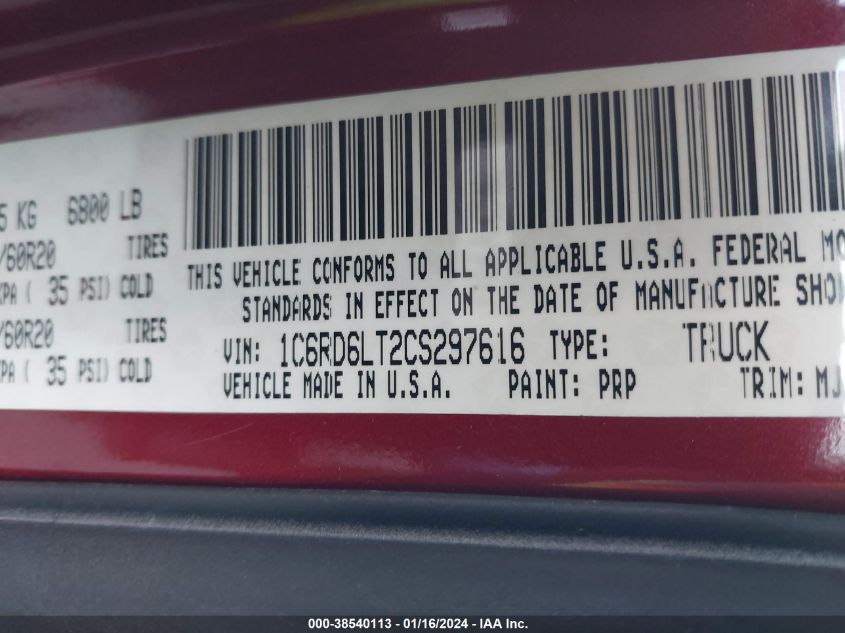 5 KG 6800 LB
/60R20 TIRES
KPA ( 35 PSI) COLD
/60R20 TIRES
PA ( 35 PSI) COLD
THIS VEHICLE CONFORMS TO ALL APPLICABLE U.S.A. FEDERAL MO
STANDARDS IN EFFECT ON THE DATE OF MANUFACTURE SHO
VIN: 1C6RD6LT2CS297616 TYPE: TRUCK
VEHICLE MADE IN U.S.A. PAINT: PRP TRIM: MJ
000-38540113 - 01/16/2024 - IAA Inc.